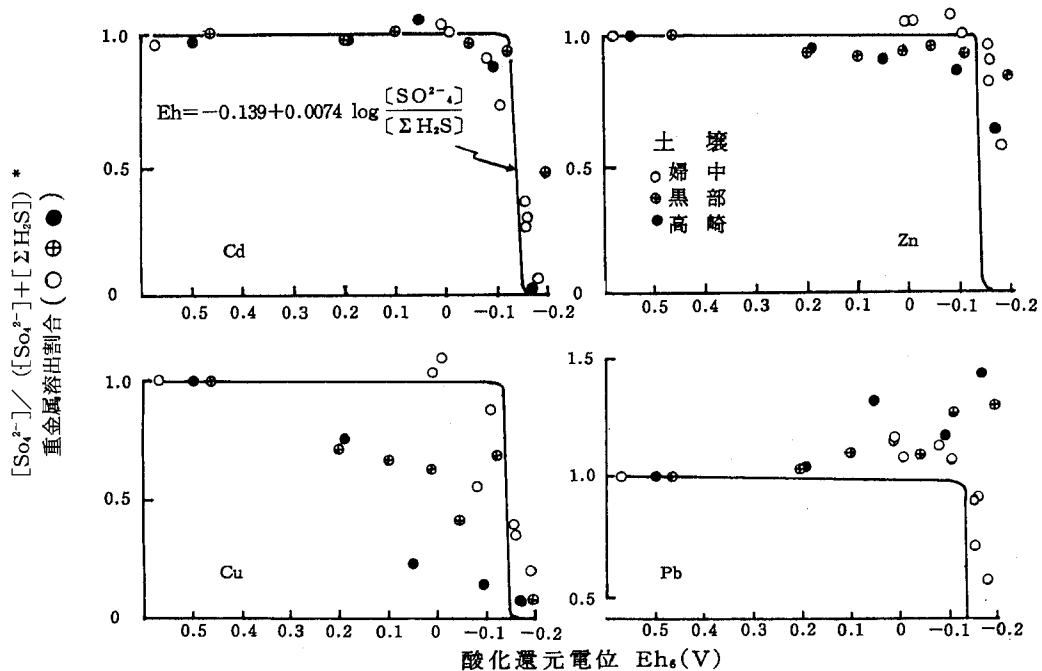 [So₄²⁻]／([So₄²⁻]＋[ΣH₂S])*
重金属溶出割合(○ ⊕ ●)
1.0
0.5
0
Eh＝−0.139+0.0074 log [SO²⁻₄]/[ΣH₂S]
Cd
0.5 0.4 0.3 0.2 0.1 0 −0.1 −0.2
1.0
0.5
0
土 壌
○ 婦 中
⊕ 黒 部
● 高 崎
Zn
0.5 0.4 0.3 0.2 0.1 0 −0.1 −0.2
1.0
0.5
0
Cu
0.5 0.4 0.3 0.2 0.1 0 −0.1 −0.2
1.5
1.0
0.5
Pb
0.5 0.4 0.3 0.2 0.1 0 −0.1 −0.2
酸化還元電位 Eh₆(V)